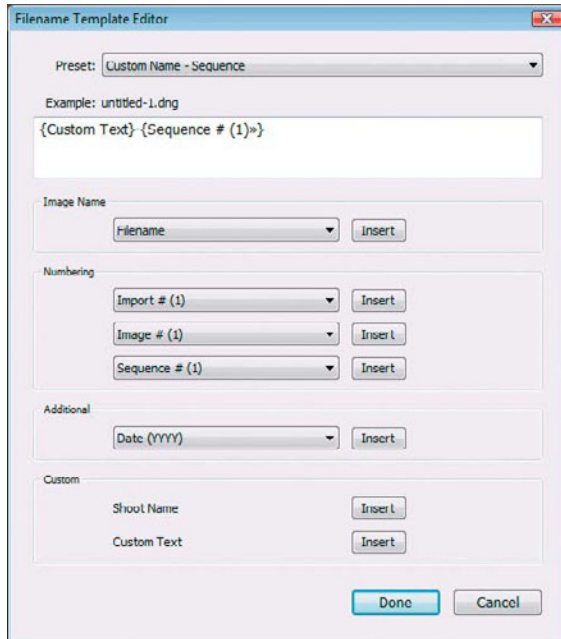 Filename Template Editor
Preset: Custom Name - Sequence
Example: untitled-1.dng
{Custom Text}-{Sequence # (1)»}
Image Name
Filename Insert
Numbering
Import # (1) Insert
Image # (1) Insert
Sequence # (1) Insert
Additional
Date (YYYY) Insert
Custom
Shoot Name Insert
Custom Text Insert
Done Cancel